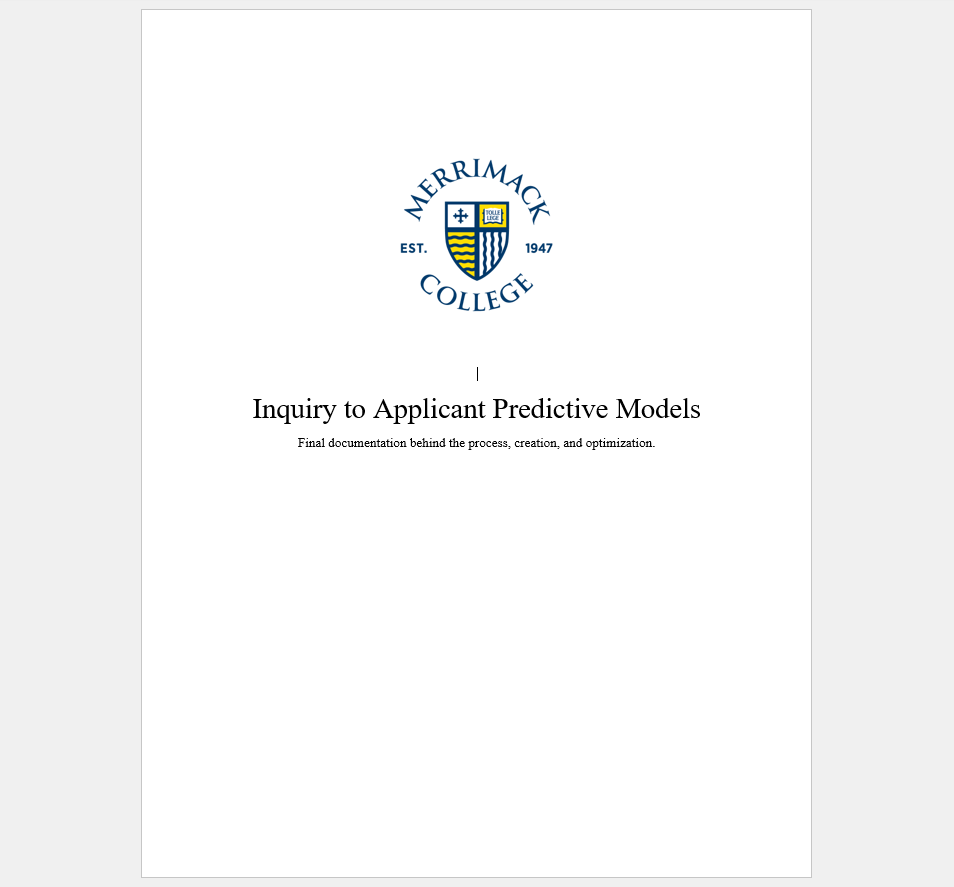 MERRIMACK
TOLLE
LEGE
EST. 1947
COLLEGE
Inquiry to Applicant Predictive Models
Final documentation behind the process, creation, and optimization.